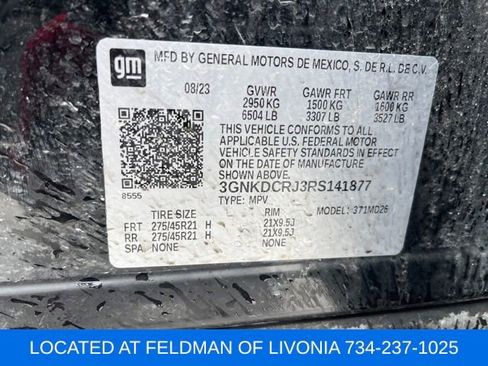 gm
MFD BY GENERAL MOTORS DE MEXICO, S. DE R.L. DE C.V.
08/23 GVWR GAWR FRT GAWR RR
2950 KG 1500 KG 1600 KG
6504 LB 3307 LB 3527 LB
THIS VEHICLE CONFORMS TO ALL
APPLICABLE U.S. FEDERAL MOTOR
VEHICLE SAFETY STANDARDS IN EFFECT
ON THE DATE OF MANUFACTURE
SHOWN ABOVE.
3GNKDCRJ3RS141877
8555 TYPE: MPV MODEL: 371MD26
TIRE SIZE RIM
FRT 275/45R21 H 21X9.5J
RR 275/45R21 H 21X9.5J
SPA NONE NONE
LOCATED AT FELDMAN OF LIVONIA 734-237-1025